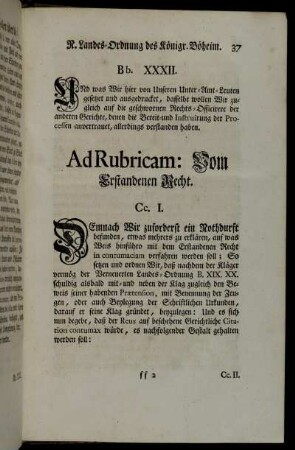 R. Landes-Ordnung des Königr. Böheim. 37
Bb. XXXII.
UNd was Wir hier von Unseren Unter-Amt-Leuten
gesetzet und ausgedrucket, dasselbe wollen Wir zu-
gleich auf die geschwornen Rechts-Officirere der
anderen Gerichte, denen die Bereit- und Instruirung der Pro-
cessen anvertrauet, allerdings verstanden haben.
Ad Rubricam: Vom
Erstandenen Recht.
Cc. I.
DEmnach Wir zuforderst ein Nothdurft
befunden, etwas mehrers zu erklären, auf was
Weis hinführo mit dem Erstandenen Recht
in contumaciam verfahren werden soll: So
setzen und ordnen Wir, daß nachdem der Kläger
vermög der Verneuerten Landes-Ordnung E. XIX. XX.
schuldig alsobald mit- und neben der Klag zugleich den Be-
weis seiner habenden Prætension, mit Benennung der Zeu-
gen, oder auch Beylegung der Schriftlichen Urkunden,
darauf er seine Klag gründet, beyzulegen: Und es sich
nun begebe, daß der Reus auf beschehene Gerichtliche Cita-
tion contumax würde, es nachfolgender Gestalt gehalten
werden soll:
ff 2 Cc. II.